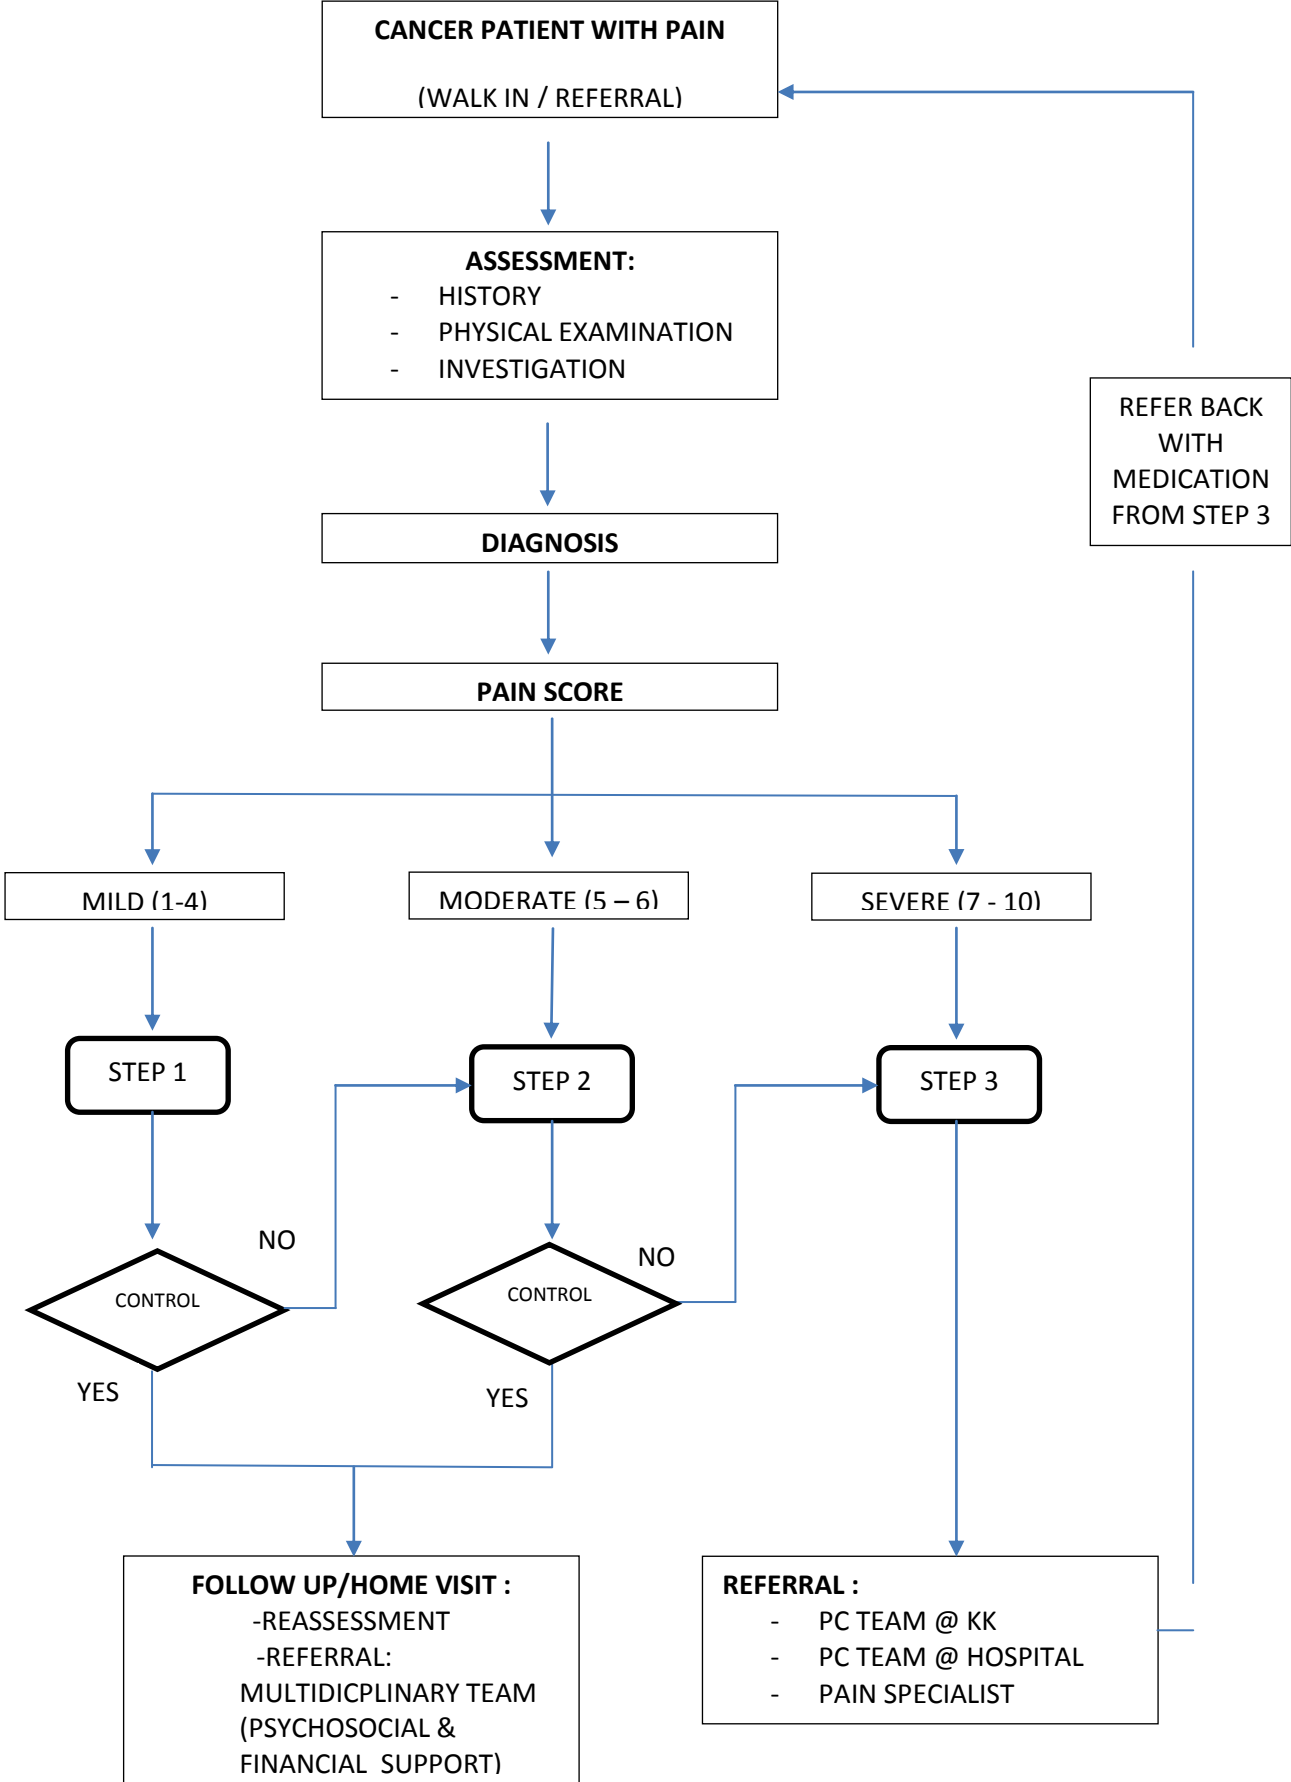 CANCER PATIENT WITH PAIN
(WALK IN / REFERRAL)
ASSESSMENT:
- HISTORY
- PHYSICAL EXAMINATION
- INVESTIGATION
REFER BACK
WITH
MEDICATION
FROM STEP 3
DIAGNOSIS
PAIN SCORE
MILD (1-4)
MODERATE (5 – 6)
SEVERE (7 - 10)
STEP 1
STEP 2
STEP 3
NO
NO
CONTROL
CONTROL
YES
YES
FOLLOW UP/HOME VISIT :
-REASSESSMENT
-REFERRAL:
MULTIDICPLINARY TEAM
(PSYCHOSOCIAL &
FINANCIAL SUPPORT)
REFERRAL :
- PC TEAM @ KK
- PC TEAM @ HOSPITAL
- PAIN SPECIALIST